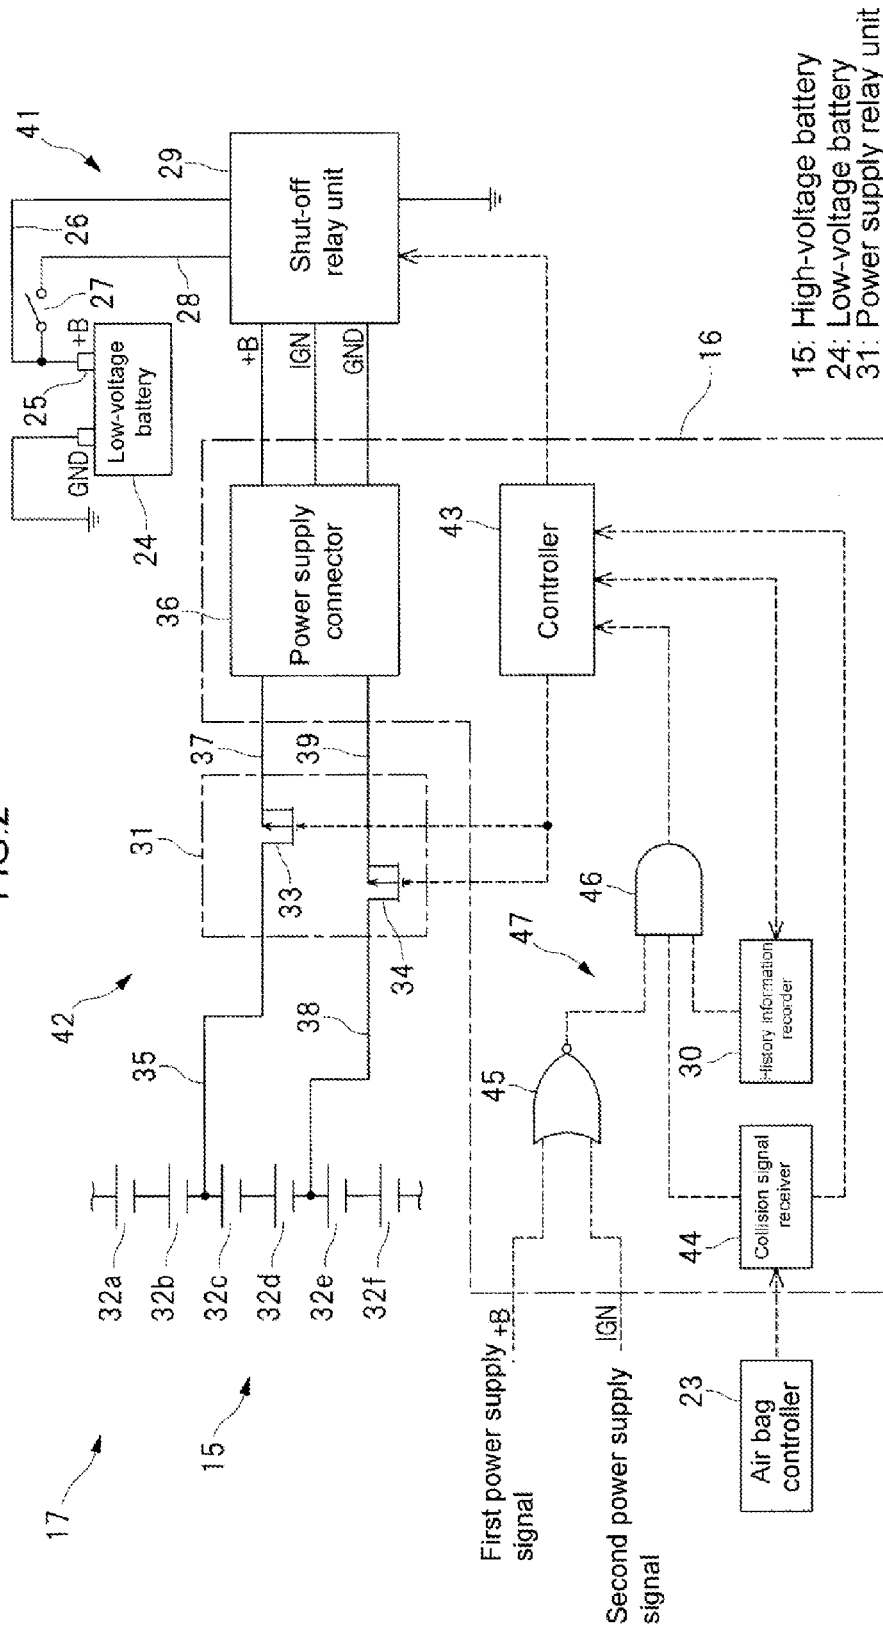 17
15
32a
32b
32c
32d
32e
32f
42
35
38
31
33
34
37
39
36
Power supply
connector
+B
IGN
GND
24
25
GND
+B
Low-voltage
battery
27
28
26
29
41
Shut-off
relay unit
16
43
Controller
First power supply
signal
+B
Second power supply
signal
IGN
45
47
46
23
Air bag
controller
44
Collision signal
receiver
30
History information
recorder
15: High-voltage battery
24: Low-voltage battery
31: Power supply relay unit